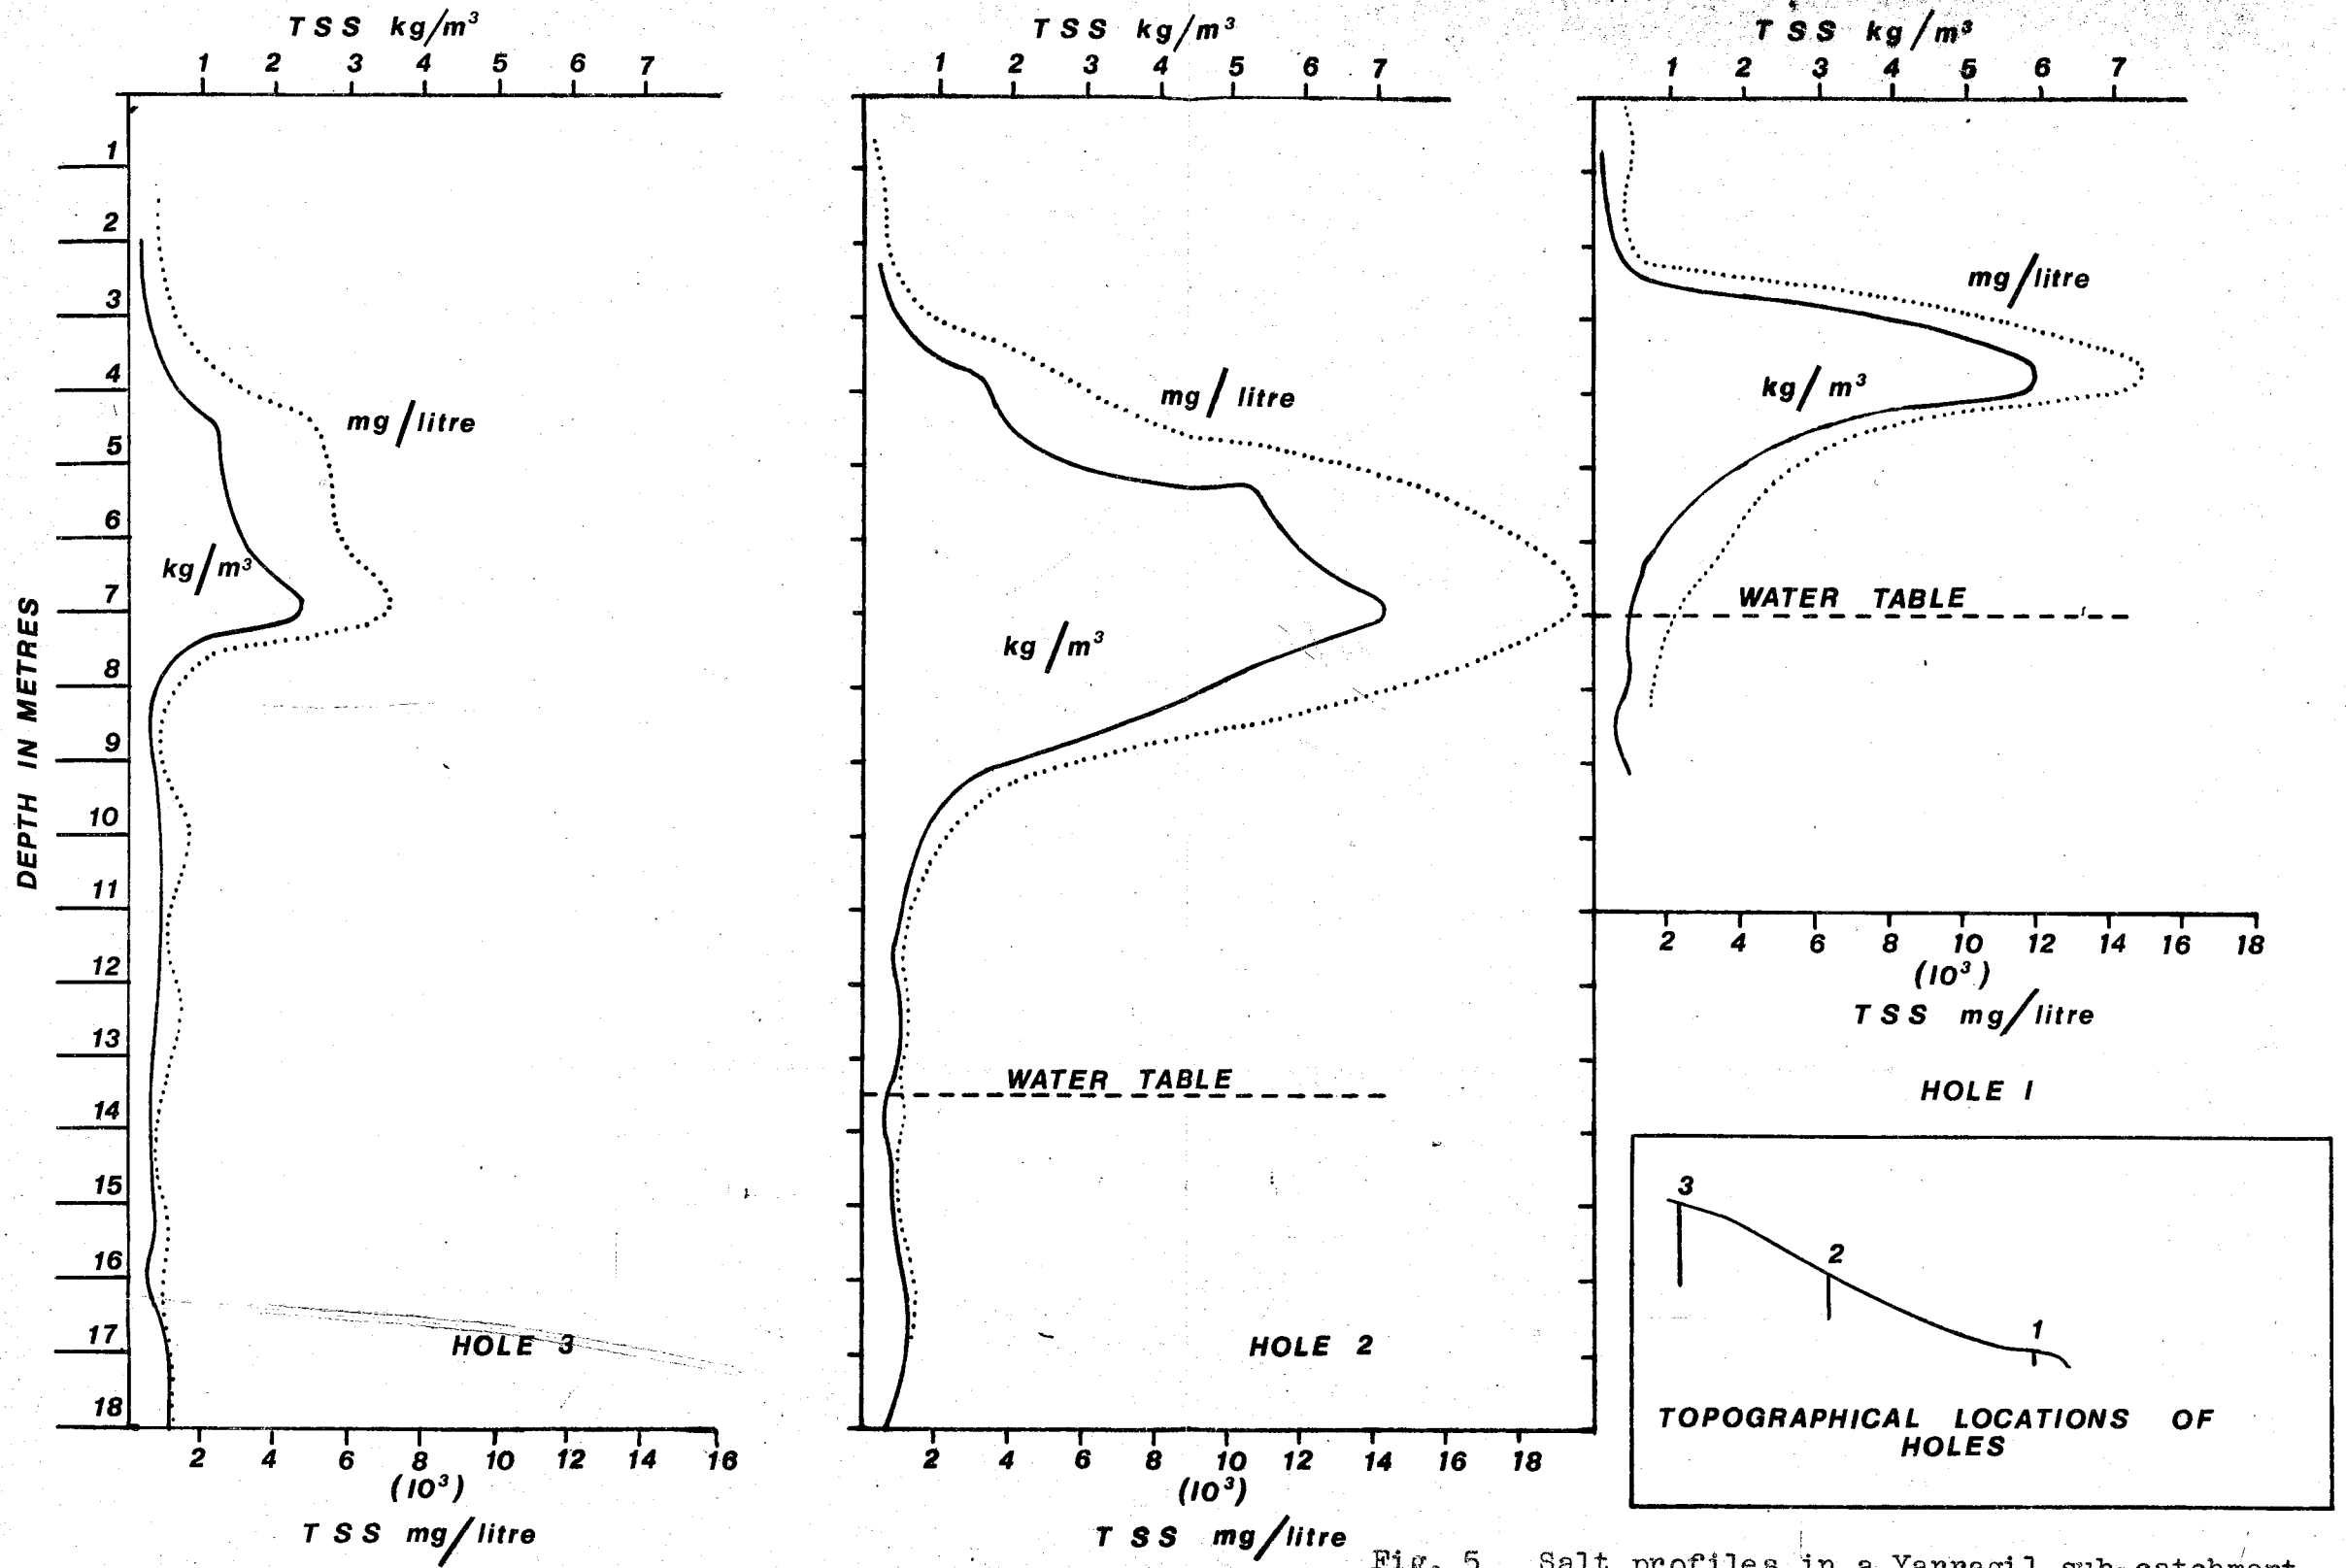 TSS kg/m³
1 2 3 4 5 6 7
DEPTH IN METRES
1
2
3
4
5
6
7
8
9
10
11
12
13
14
15
16
17
18
mg/litre
kg/m³
HOLE 3
2 4 6 8 10 12 14 16
(10³)
TSS mg/litre
TSS kg/m³
1 2 3 4 5 6 7
mg/litre
kg/m³
WATER TABLE
HOLE 2
2 4 6 8 10 12 14 16 18
(10³)
TSS mg/litre
TSS kg/m³
1 2 3 4 5 6 7
mg/litre
kg/m³
WATER TABLE
2 4 6 8 10 12 14 16 18
(10³)
TSS mg/litre
HOLE 1
3
2
1
TOPOGRAPHICAL LOCATIONS OF
HOLES
Fig. 5 Salt profiles in a Yarragil sub-catchment